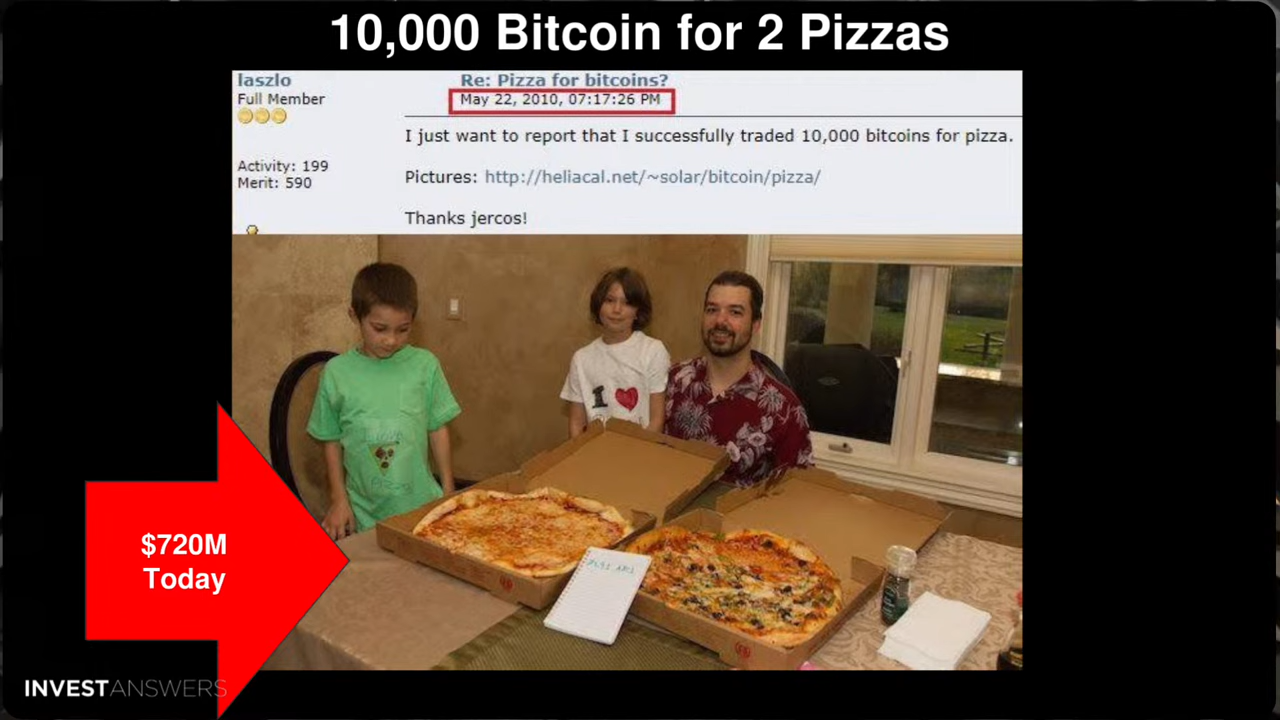 10,000 Bitcoin for 2 Pizzas
laszlo
Full Member
Activity: 199
Merit: 590
Re: Pizza for bitcoins?
May 22, 2010, 07:17:26 PM
I just want to report that I successfully traded 10,000 bitcoins for pizza.
Pictures: http://heliacal.net/~solar/bitcoin/pizza/
Thanks jercos!
I
$720M
Today
INVESTANSWERS